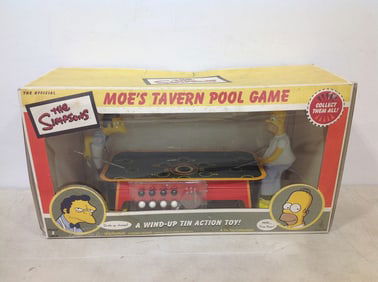 THE OFFICIAL
THE
SIMPSONS
MOE'S TAVERN POOL GAME
COLLECT
THEM ALL!
A WIND-UP TIN ACTION TOY!